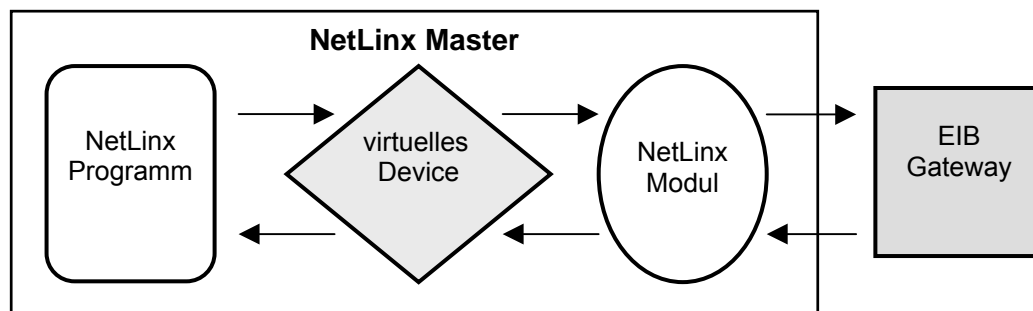 NetLinx Master
NetLinx
Programm
virtuelles
Device
NetLinx
Modul
EIB
Gateway